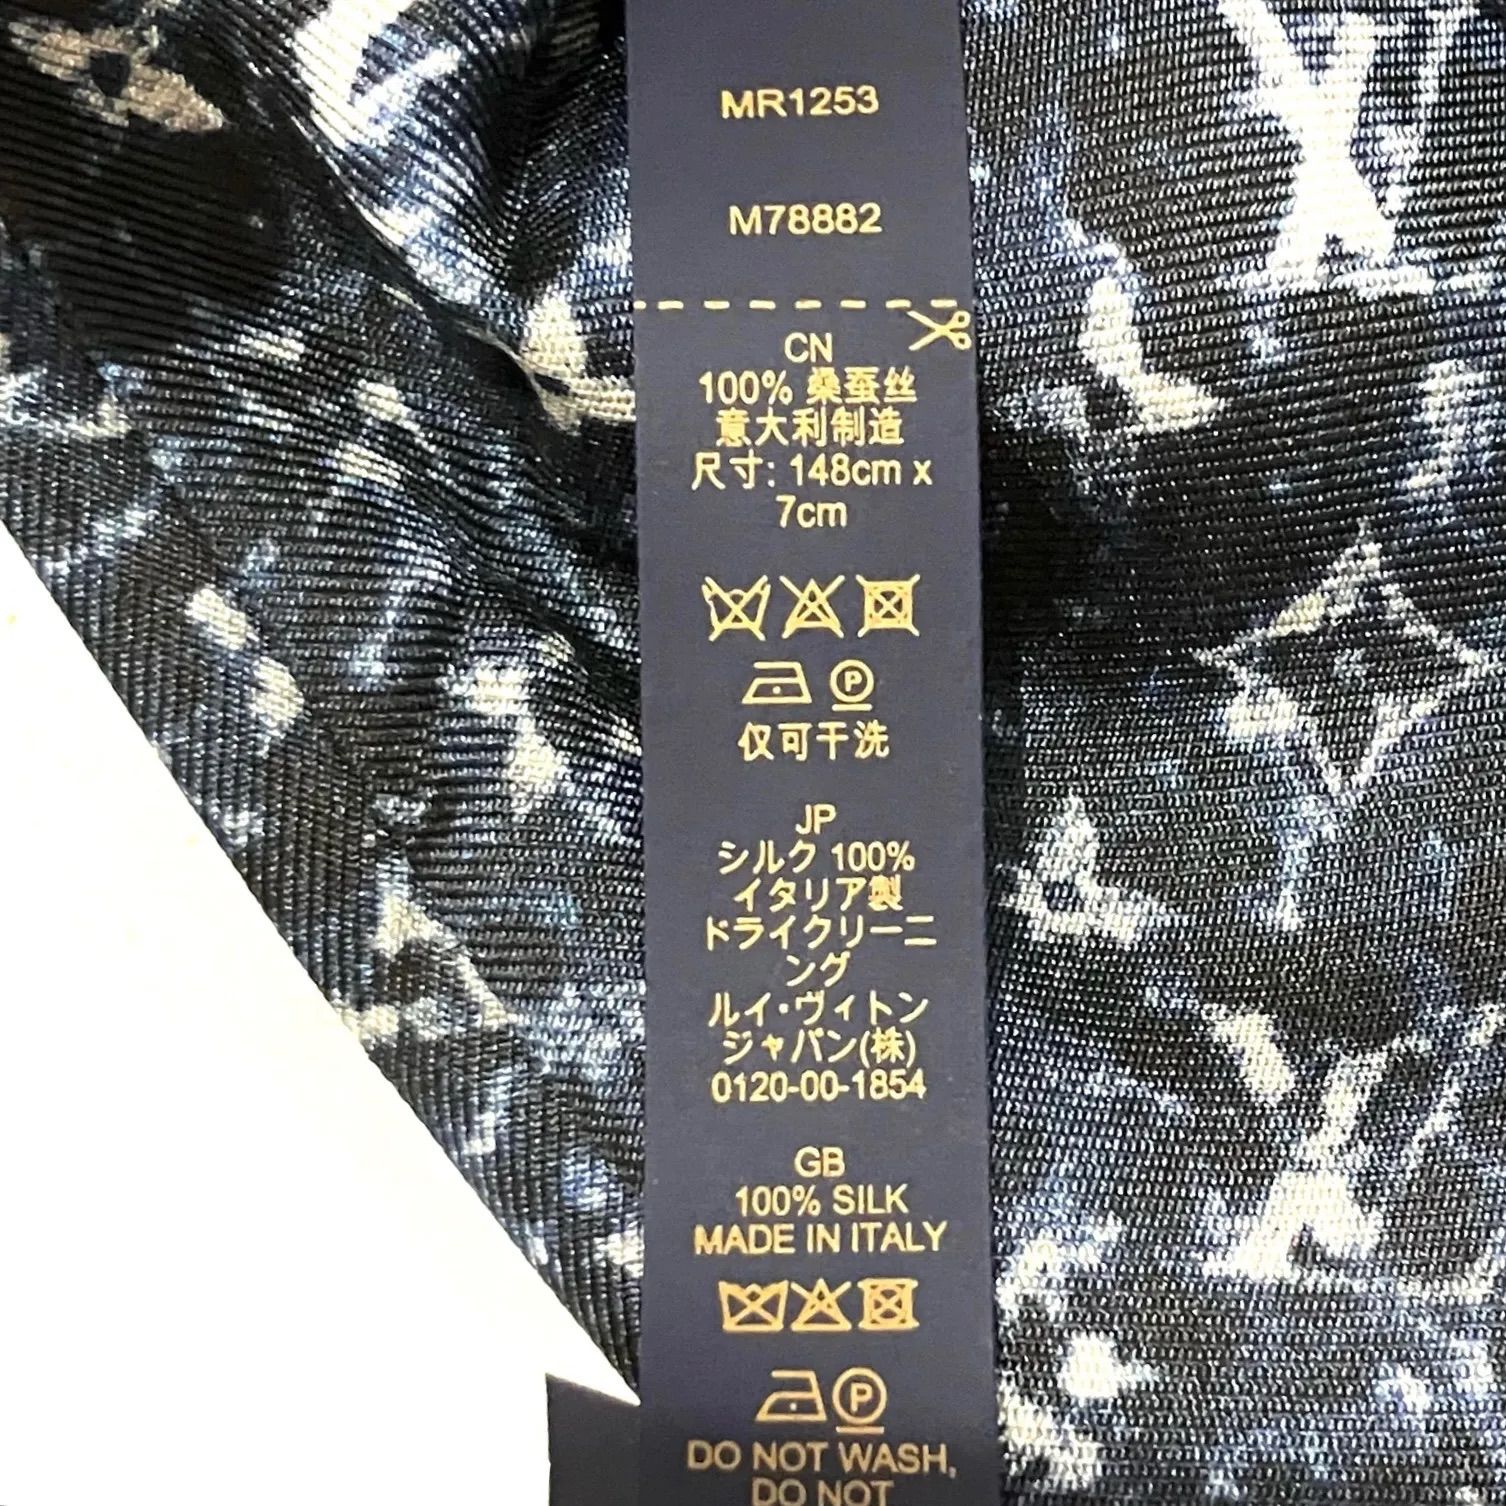 MR1253
M78882
CN
100% 桑蚕丝
意大利制造
尺寸: 148cm x
7cm
P
仅可干洗
JP
シルク 100%
イタリア製
ドライクリーニ
ング
ルイ･ヴィトン
ジャパン(株)
0120-00-1854
GB
100% SILK
MADE IN ITALY
P
DO NOT WASH,
DO NOT